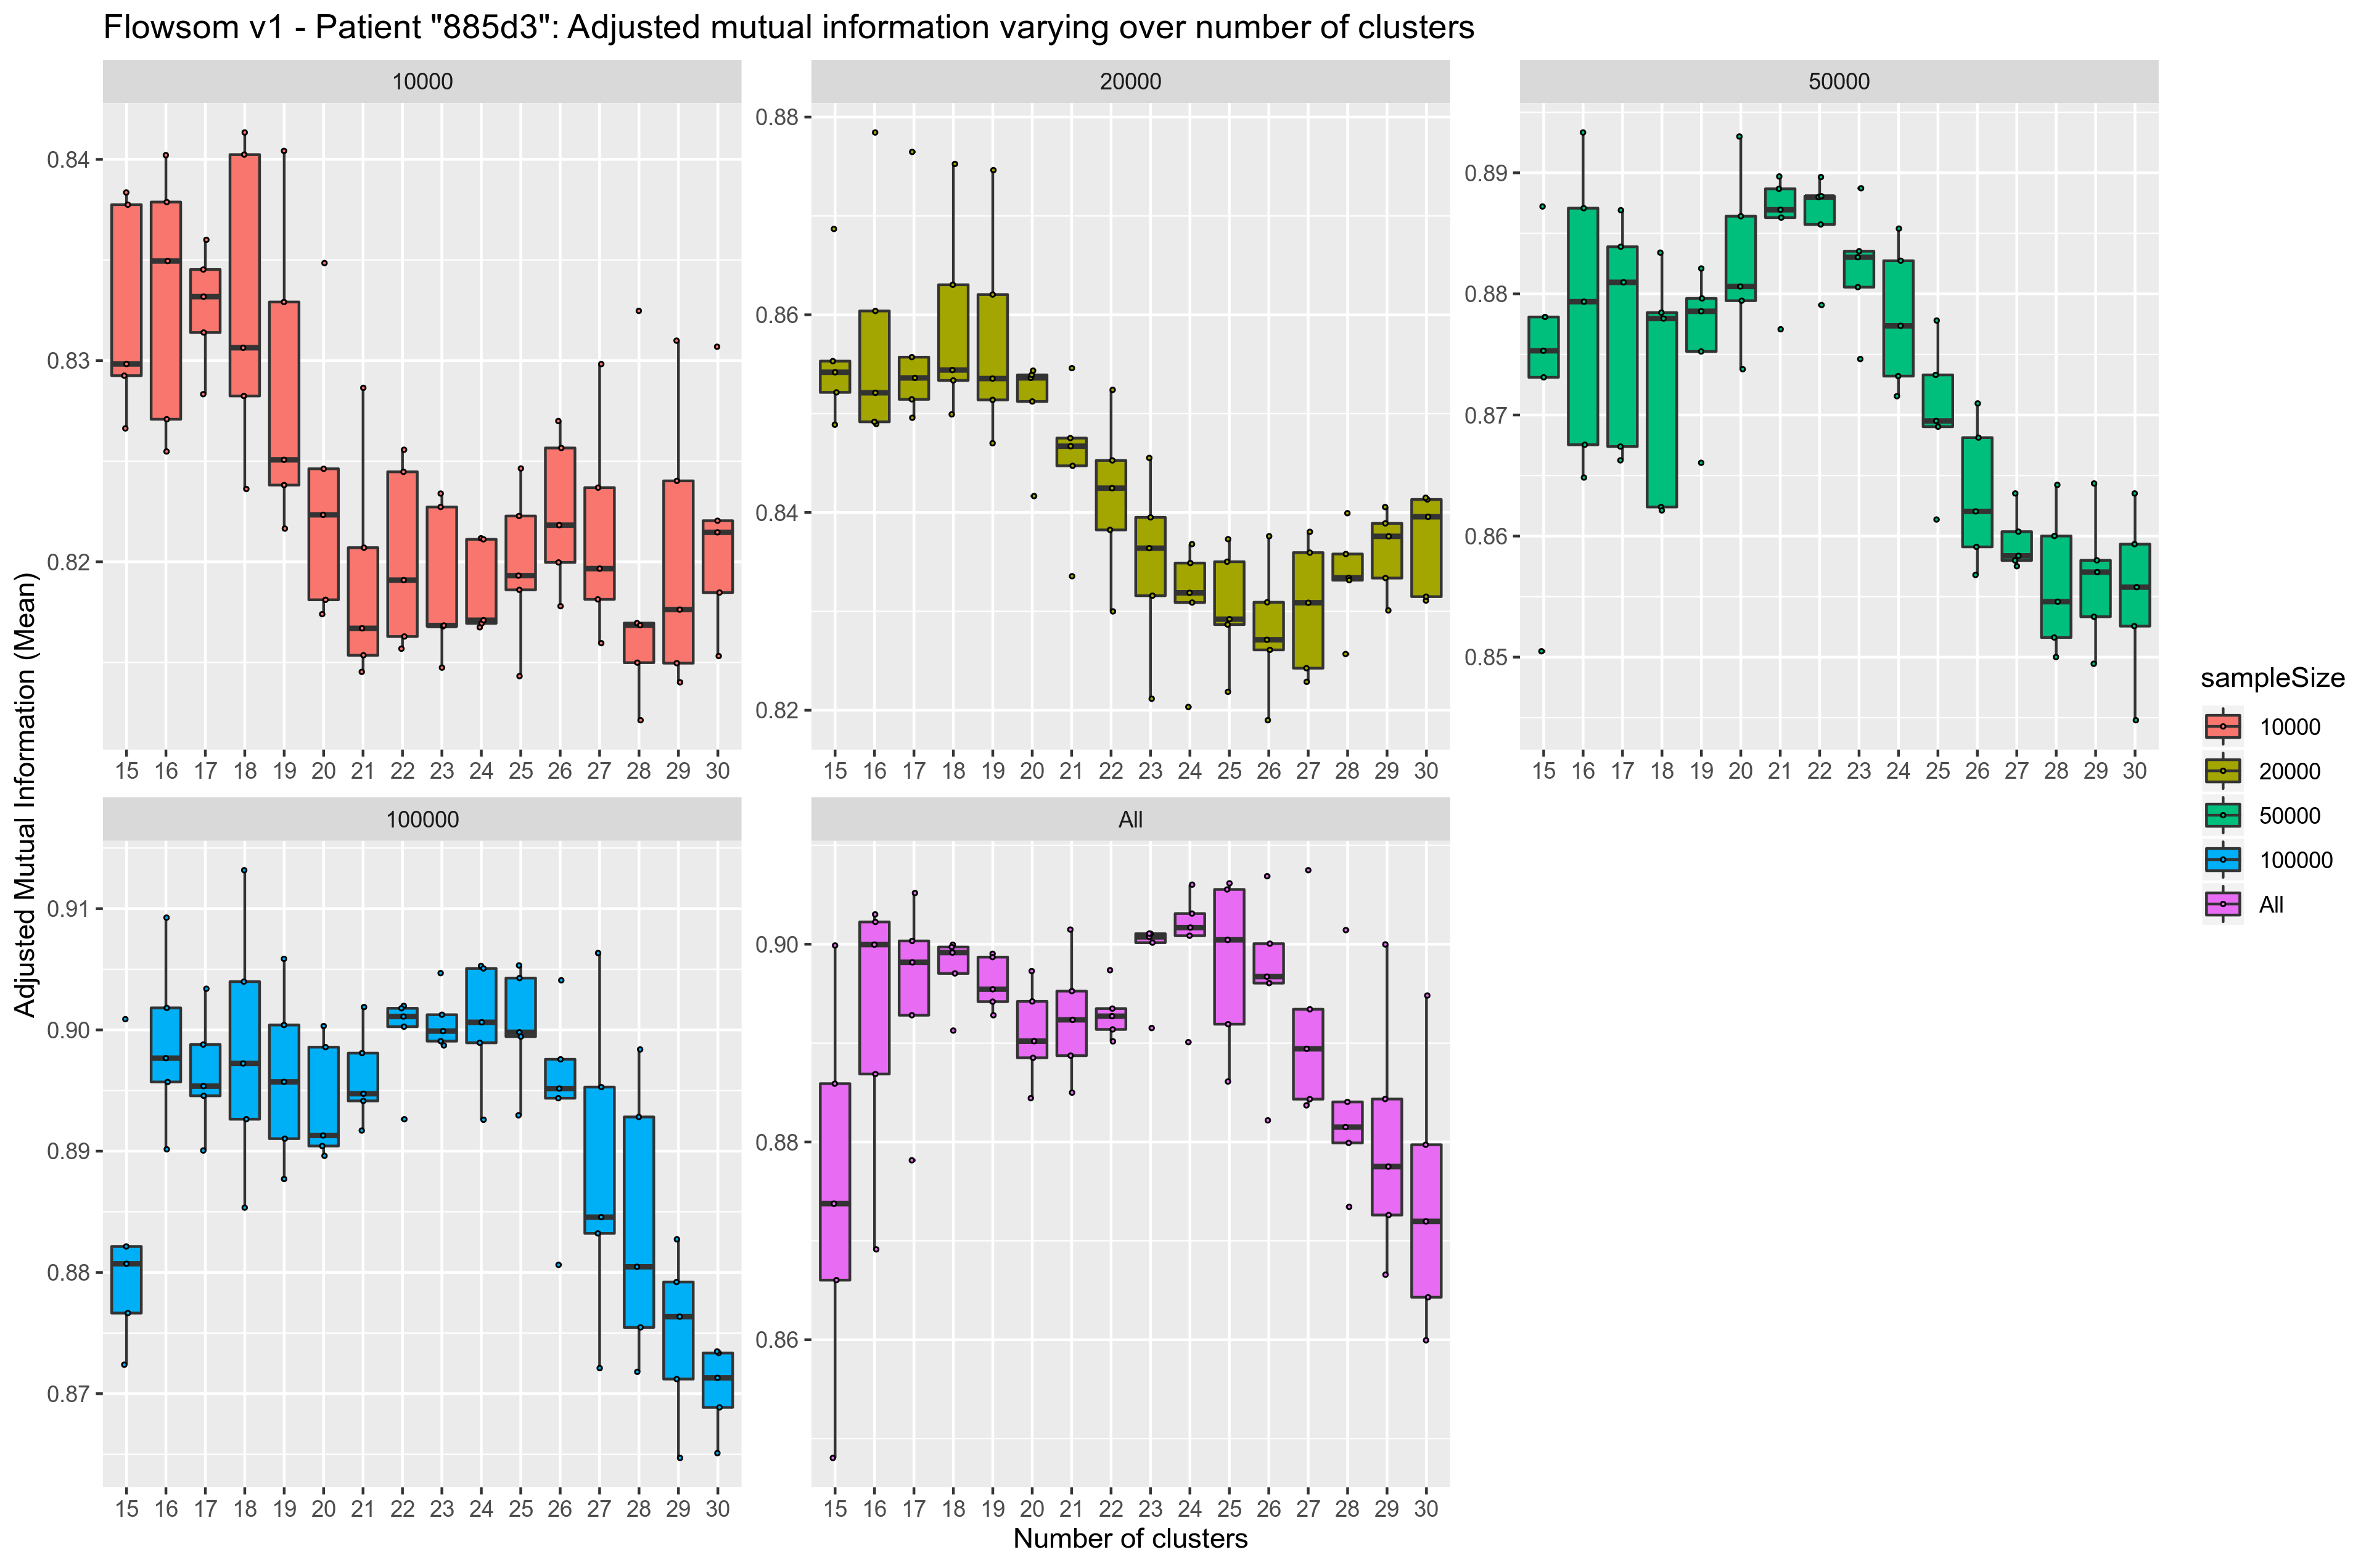 Flowsom v1 - Patient "885d3": Adjusted mutual information varying over number of clusters
10000
20000
50000
0.84
0.83
0.82
0.88
0.86
0.84
0.82
0.89
0.88
0.87
0.86
0.85
15 16 17 18 19 20 21 22 23 24 25 26 27 28 29 30
15 16 17 18 19 20 21 22 23 24 25 26 27 28 29 30
15 16 17 18 19 20 21 22 23 24 25 26 27 28 29 30
100000
All
0.91
0.90
0.89
0.88
0.87
0.90
0.88
0.86
15 16 17 18 19 20 21 22 23 24 25 26 27 28 29 30
15 16 17 18 19 20 21 22 23 24 25 26 27 28 29 30
Adjusted Mutual Information (Mean)
Number of clusters
sampleSize
10000
20000
50000
100000
All